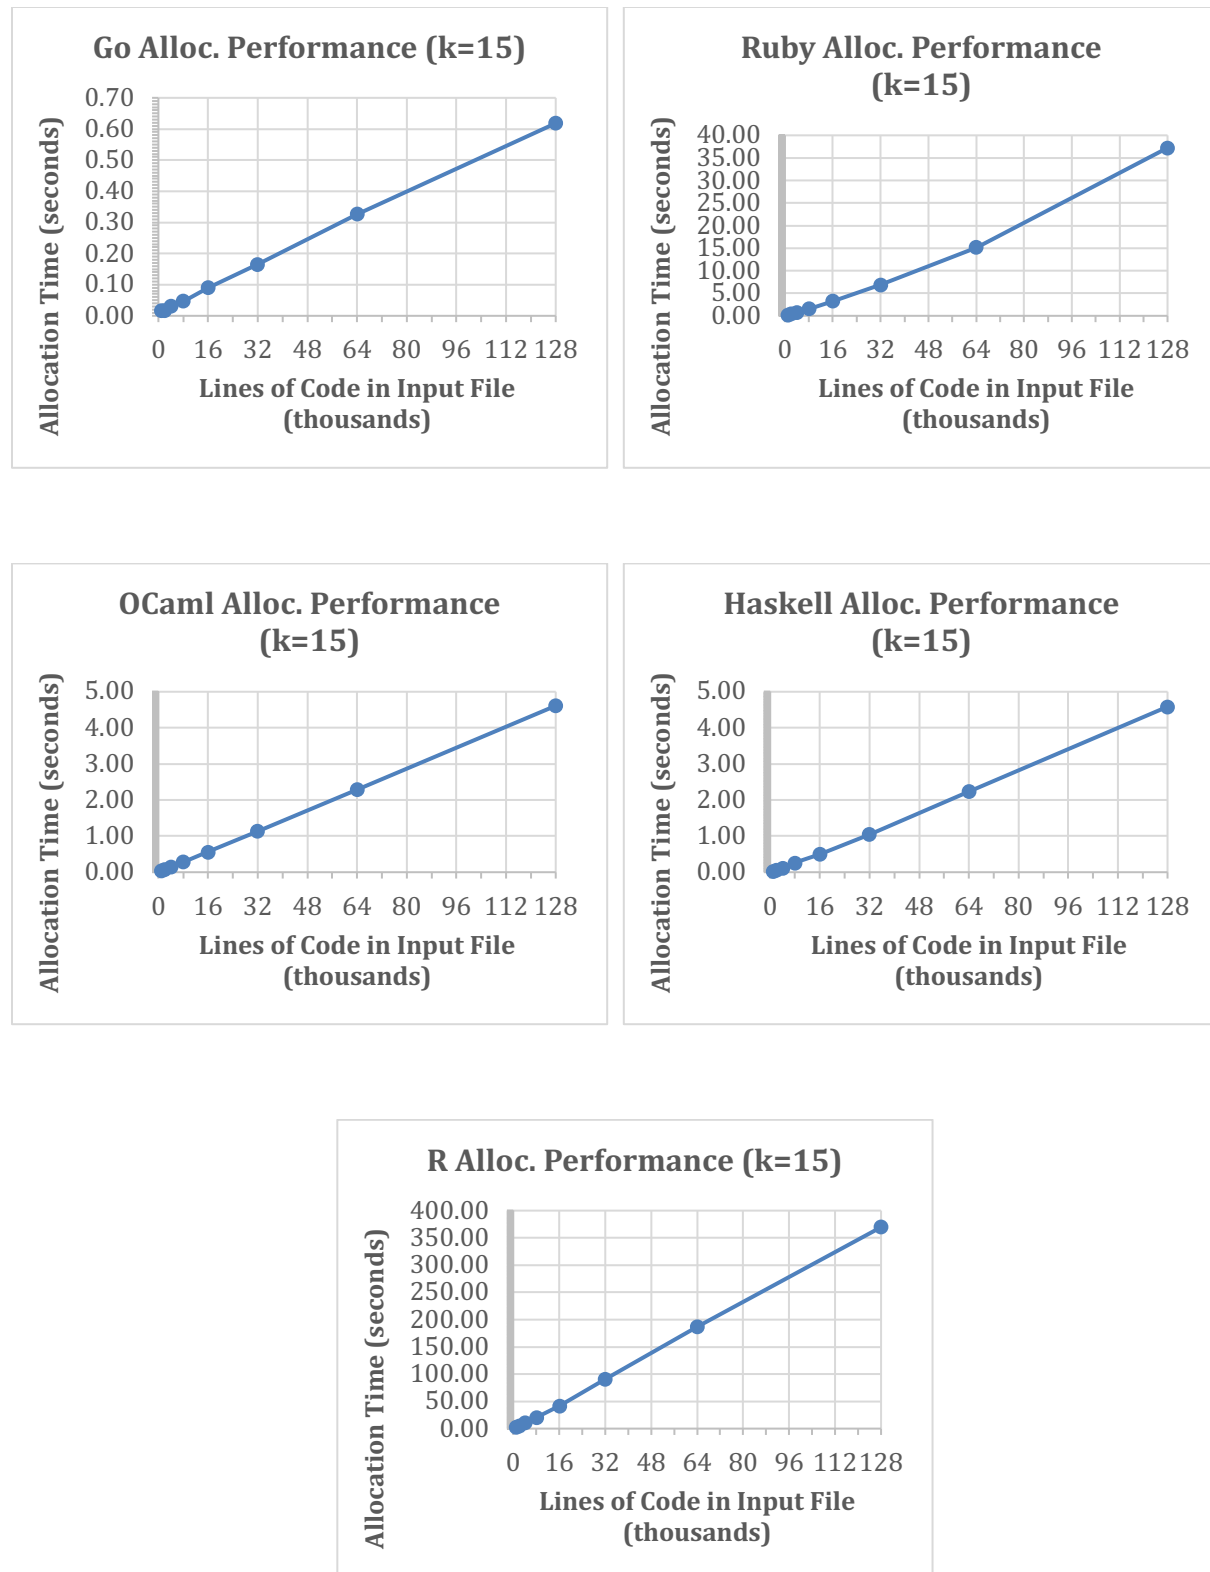 Go Alloc. Performance (k=15)
Allocation Time (seconds)
0.70
0.60
0.50
0.40
0.30
0.20
0.10
0.00
0 16 32 48 64 80 96 112 128
Lines of Code in Input File
(thousands)
Ruby Alloc. Performance
(k=15)
Allocation Time (seconds)
40.00
35.00
30.00
25.00
20.00
15.00
10.00
5.00
0.00
0 16 32 48 64 80 96 112 128
Lines of Code in Input File
(thousands)
OCaml Alloc. Performance
(k=15)
Allocation Time (seconds)
5.00
4.00
3.00
2.00
1.00
0.00
0 16 32 48 64 80 96 112 128
Lines of Code in Input File
(thousands)
Haskell Alloc. Performance
(k=15)
Allocation Time (seconds)
5.00
4.00
3.00
2.00
1.00
0.00
0 16 32 48 64 80 96 112 128
Lines of Code in Input File
(thousands)
R Alloc. Performance (k=15)
Allocation Time (seconds)
400.00
350.00
300.00
250.00
200.00
150.00
100.00
50.00
0.00
0 16 32 48 64 80 96 112 128
Lines of Code in Input File
(thousands)